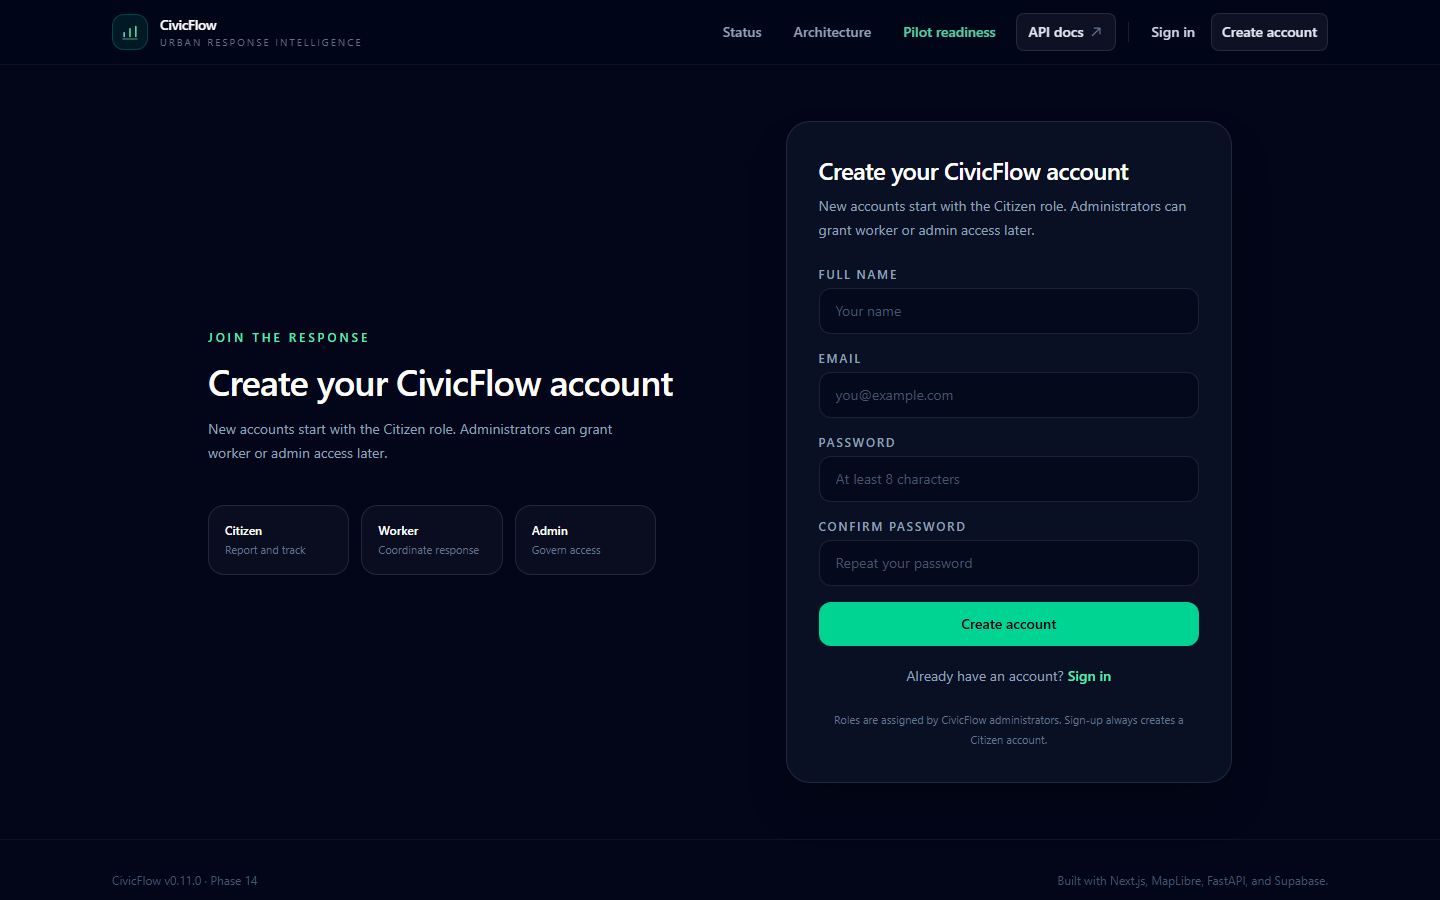 CivicFlow
URBAN RESPONSE INTELLIGENCE
Status
Architecture
Pilot readiness
API docs ↗
Sign in
Create account
JOIN THE RESPONSE
Create your CivicFlow account
New accounts start with the Citizen role. Administrators can grant
worker or admin access later.
Citizen
Report and track
Worker
Coordinate response
Admin
Govern access
Create your CivicFlow account
New accounts start with the Citizen role. Administrators can
grant worker or admin access later.
FULL NAME
Your name
EMAIL
you@example.com
PASSWORD
At least 8 characters
CONFIRM PASSWORD
Repeat your password
Create account
Already have an account? Sign in
Roles are assigned by CivicFlow administrators. Sign-up always creates a
Citizen account.
CivicFlow v0.11.0 · Phase 14
Built with Next.js, MapLibre, FastAPI, and Supabase.